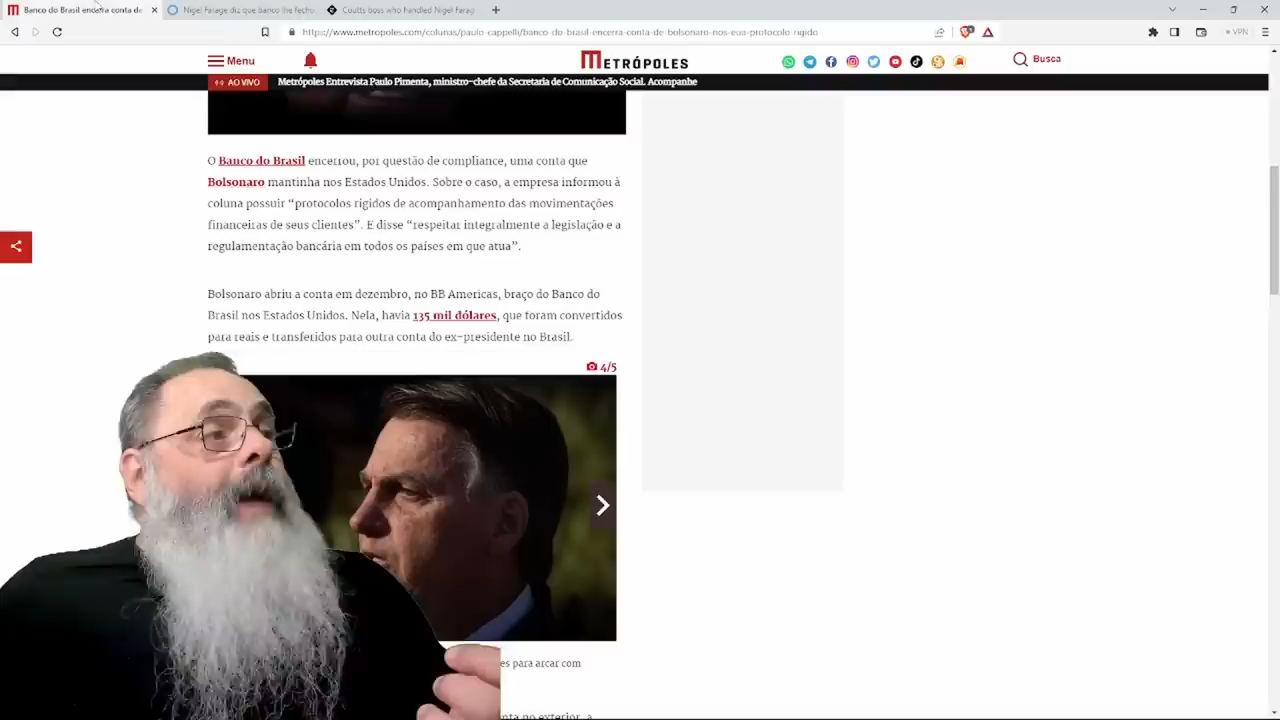 Banco do Brasil encerra conta de
Nigel Farage diz que banco lhe fecho
Coutts boss who handled Nigel Farag
https://www.metropoles.com/colunas/paulo-cappelli/banco-do-brasil-encerra-conta-de-bolsonaro-nos-eua-protocolo-rigido
VPN
Menu
METRÓPOLES
Busca
AO VIVO
Metrópoles Entrevista Paulo Pimenta, ministro-chefe da Secretaria de Comunicação Social. Acompanhe
O Banco do Brasil encerrou, por questão de compliance, uma conta que
Bolsonaro mantinha nos Estados Unidos. Sobre o caso, a empresa informou à
coluna possuir “protocolos rígidos de acompanhamento das movimentações
financeiras de seus clientes”. E disse “respeitar integralmente a legislação e a
regulamentação bancária em todos os países em que atua”.
Bolsonaro abriu a conta em dezembro, no BB Americas, braço do Banco do
Brasil nos Estados Unidos. Nela, havia 135 mil dólares, que foram convertidos
para reais e transferidos para outra conta do ex-presidente no Brasil.
4/5
es para arcar com
nta no exterior, a